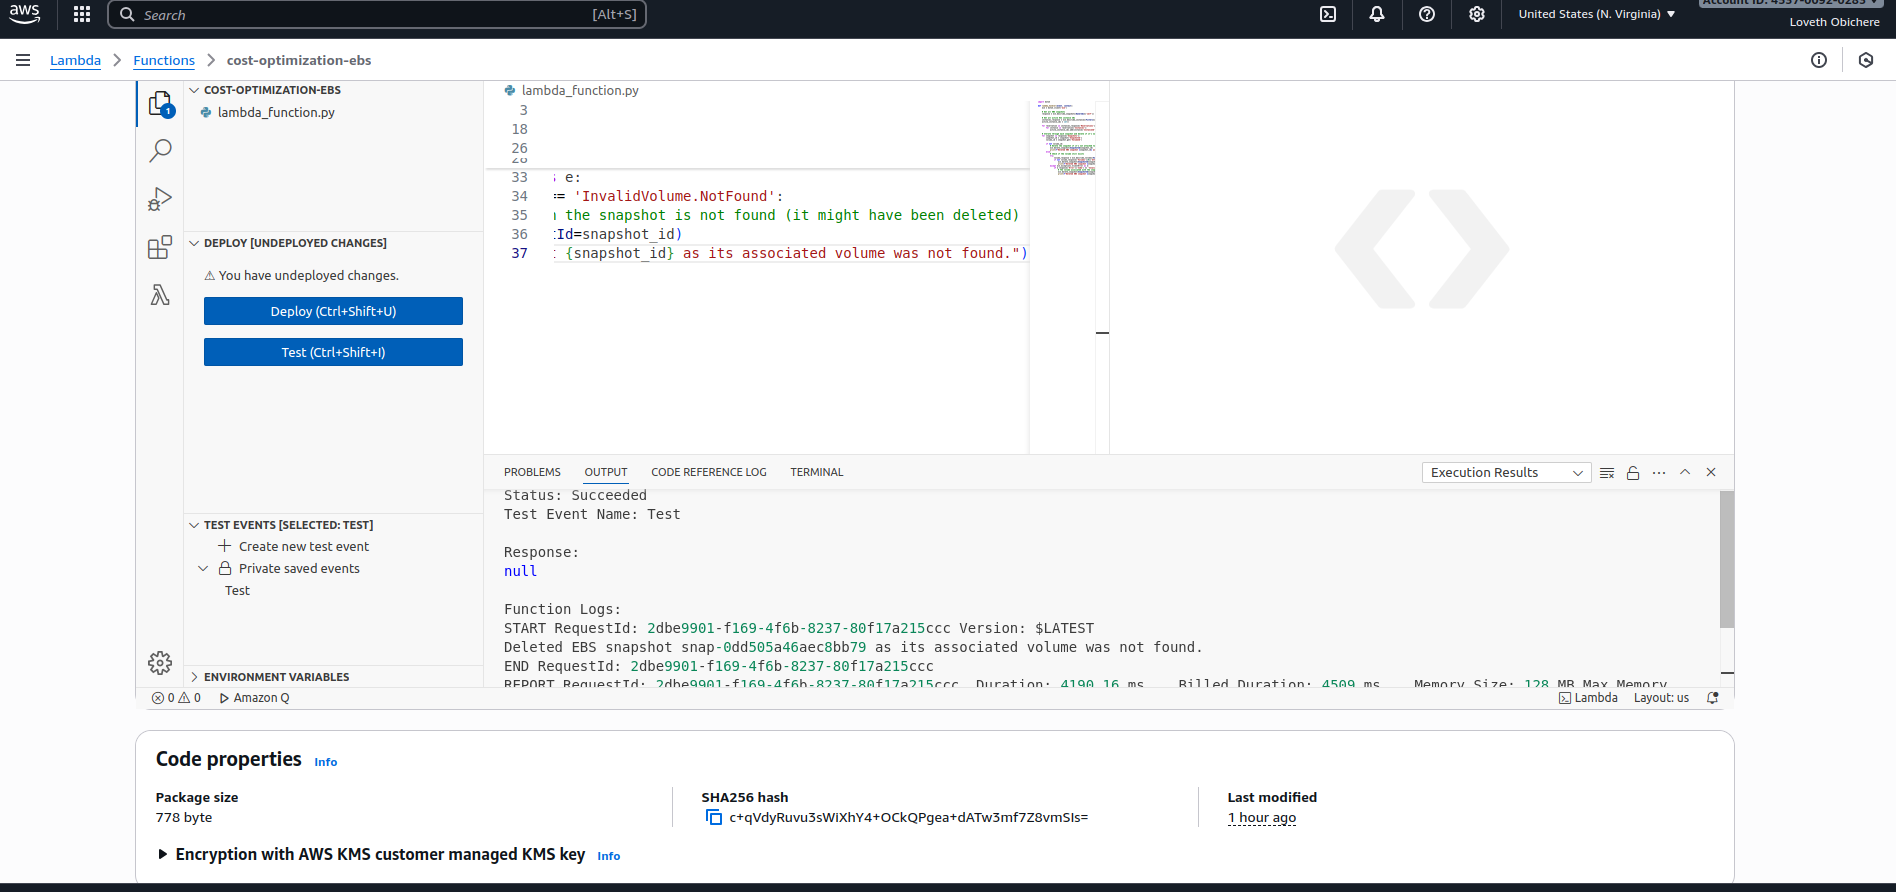 aws
Search [Alt+S]
United States (N. Virginia)
Loveth Obichere
Lambda Functions cost-optimization-ebs
COST-OPTIMIZATION-EBS
lambda_function.py
1
DEPLOY [UNDEPLOYED CHANGES]
You have undeployed changes.
Deploy (Ctrl+Shift+U)
Test (Ctrl+Shift+I)
TEST EVENTS [SELECTED: TEST]
Create new test event
Private saved events
Test
ENVIRONMENT VARIABLES
lambda_function.py
3
18
26
28
33 e:
34 == 'InvalidVolume.NotFound':
35 the snapshot is not found (it might have been deleted)
36 Id=snapshot_id)
37 {snapshot_id} as its associated volume was not found.")
PROBLEMS OUTPUT CODE REFERENCE LOG TERMINAL
Execution Results
Status: Succeeded
Test Event Name: Test
Response:
null
Function Logs:
START RequestId: 2dbe9901-f169-4f6b-8237-80f17a215ccc Version: $LATEST
Deleted EBS snapshot snap-0dd505a46aec8bb79 as its associated volume was not found.
END RequestId: 2dbe9901-f169-4f6b-8237-80f17a215ccc
REPORT RequestId: 2dbe9901-f169-4f6b-8237-80f17a215ccc Duration: 4190.16 ms Billed Duration: 4509 ms Memory Size: 128 MB Max Memory
0 0 Amazon Q
Lambda Layout: us
Code properties Info
Package size
778 byte
SHA256 hash
c+qVdyRuvu3sWiXhY4+OCkQPgea+dATw3mf7Z8vmSIs=
Last modified
1 hour ago
Encryption with AWS KMS customer managed KMS key Info